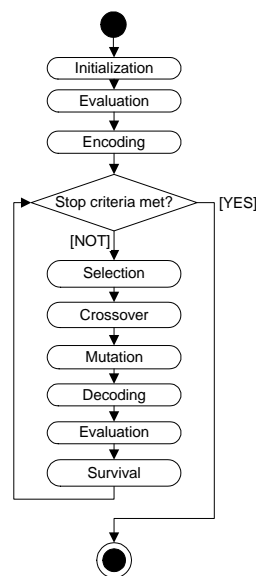 Initialization
Evaluation
Encoding
Stop criteria met?
[YES]
[NOT]
Selection
Crossover
Mutation
Decoding
Evaluation
Survival